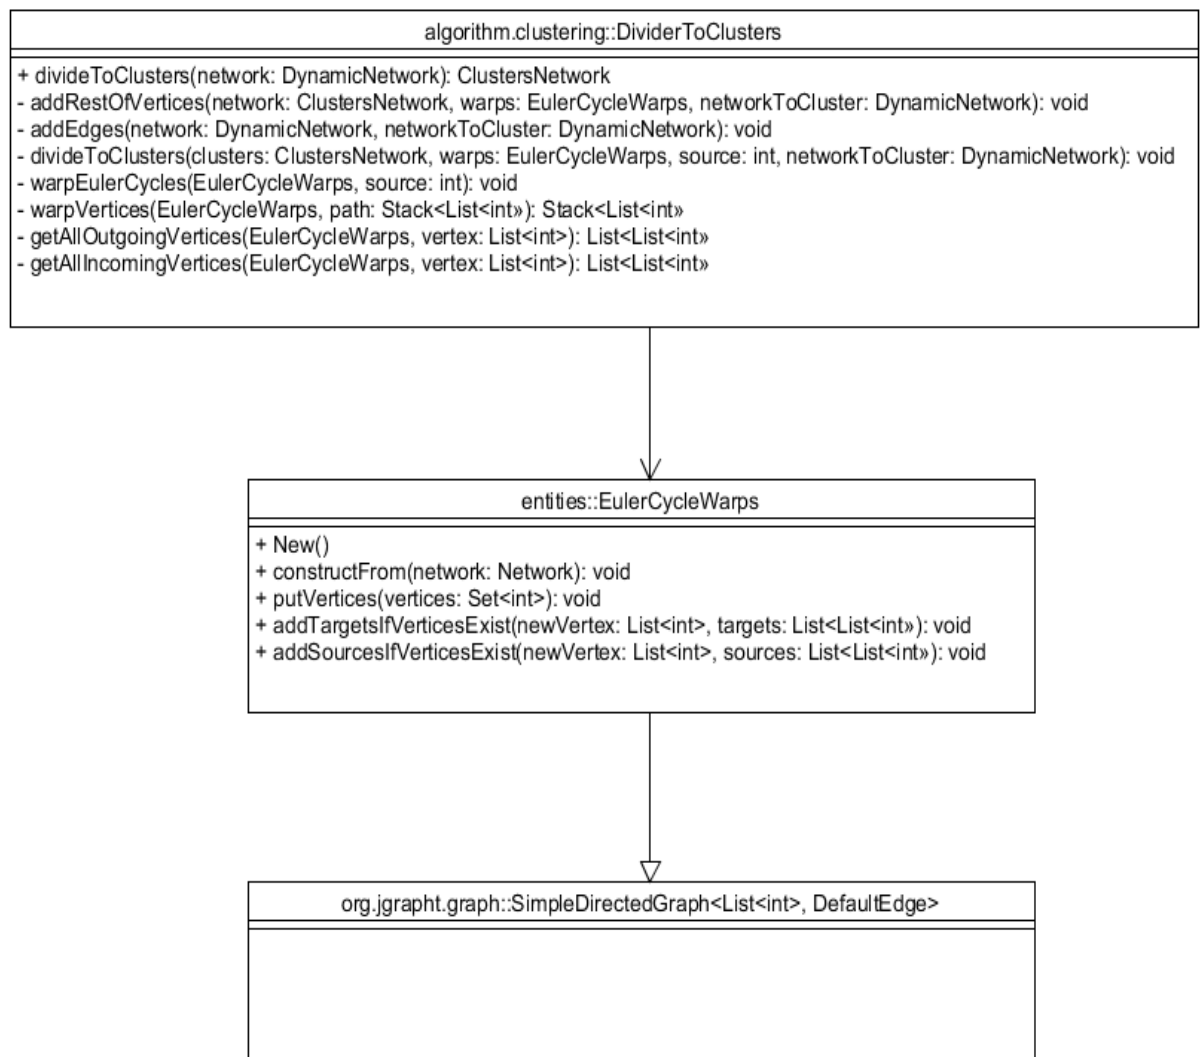 algorithm.clustering::DividerToClusters
+ divideToClusters(network: DynamicNetwork): ClustersNetwork
- addRestOfVertices(network: ClustersNetwork, warps: EulerCycleWarps, networkToCluster: DynamicNetwork): void
- addEdges(network: DynamicNetwork, networkToCluster: DynamicNetwork): void
- divideToClusters(clusters: ClustersNetwork, warps: EulerCycleWarps, source: int, networkToCluster: DynamicNetwork): void
- warpEulerCycles(EulerCycleWarps, source: int): void
- warpVertices(EulerCycleWarps, path: Stack<List<int»): Stack<List<int»
- getAllOutgoingVertices(EulerCycleWarps, vertex: List<int>): List<List<int»
- getAllIncomingVertices(EulerCycleWarps, vertex: List<int>): List<List<int»
entities::EulerCycleWarps
+ New()
+ constructFrom(network: Network): void
+ putVertices(vertices: Set<int>): void
+ addTargetsIfVerticesExist(newVertex: List<int>, targets: List<List<int»): void
+ addSourcesIfVerticesExist(newVertex: List<int>, sources: List<List<int»): void
org.jgrapht.graph::SimpleDirectedGraph<List<int>, DefaultEdge>